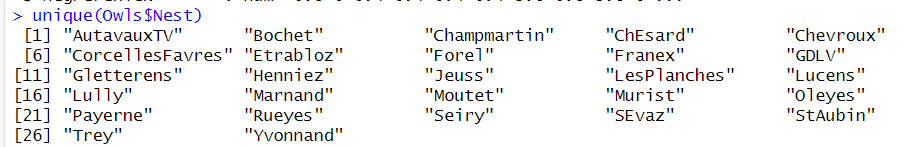 > unique(Owls$Nest)
[1] "AutavauxTV" "Bochet" "Champmartin" "ChEsard" "Chevroux"
[6] "CorcellesFavres" "Etrabloz" "Forel" "Franex" "GDLV"
[11] "Gletterens" "Henniez" "Jeuss" "LesPlanches" "Lucens"
[16] "Lully" "Marnand" "Moutet" "Murist" "Oleyes"
[21] "Payerne" "Rueyes" "Seiry" "SEvaz" "StAubin"
[26] "Trey" "Yvonnand"